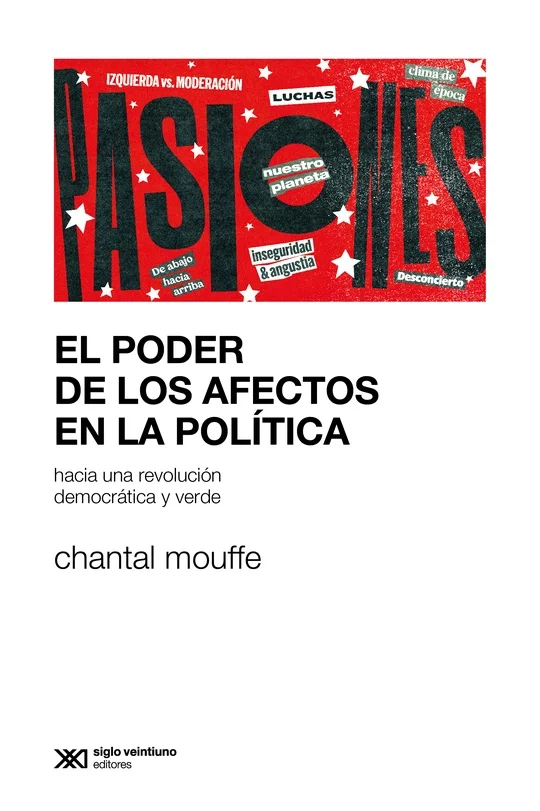 PASIONES
IZQUIERDA VS. MODERACIÓN
LUCHAS
clima de
época
nuestro
planeta
inseguridad
& angustia
De abajo
hacia
arriba
Desconcierto
EL PODER
DE LOS AFECTOS
EN LA POLÍTICA
hacia una revolución
democrática y verde
chantal mouffe
siglo veintiuno
editores